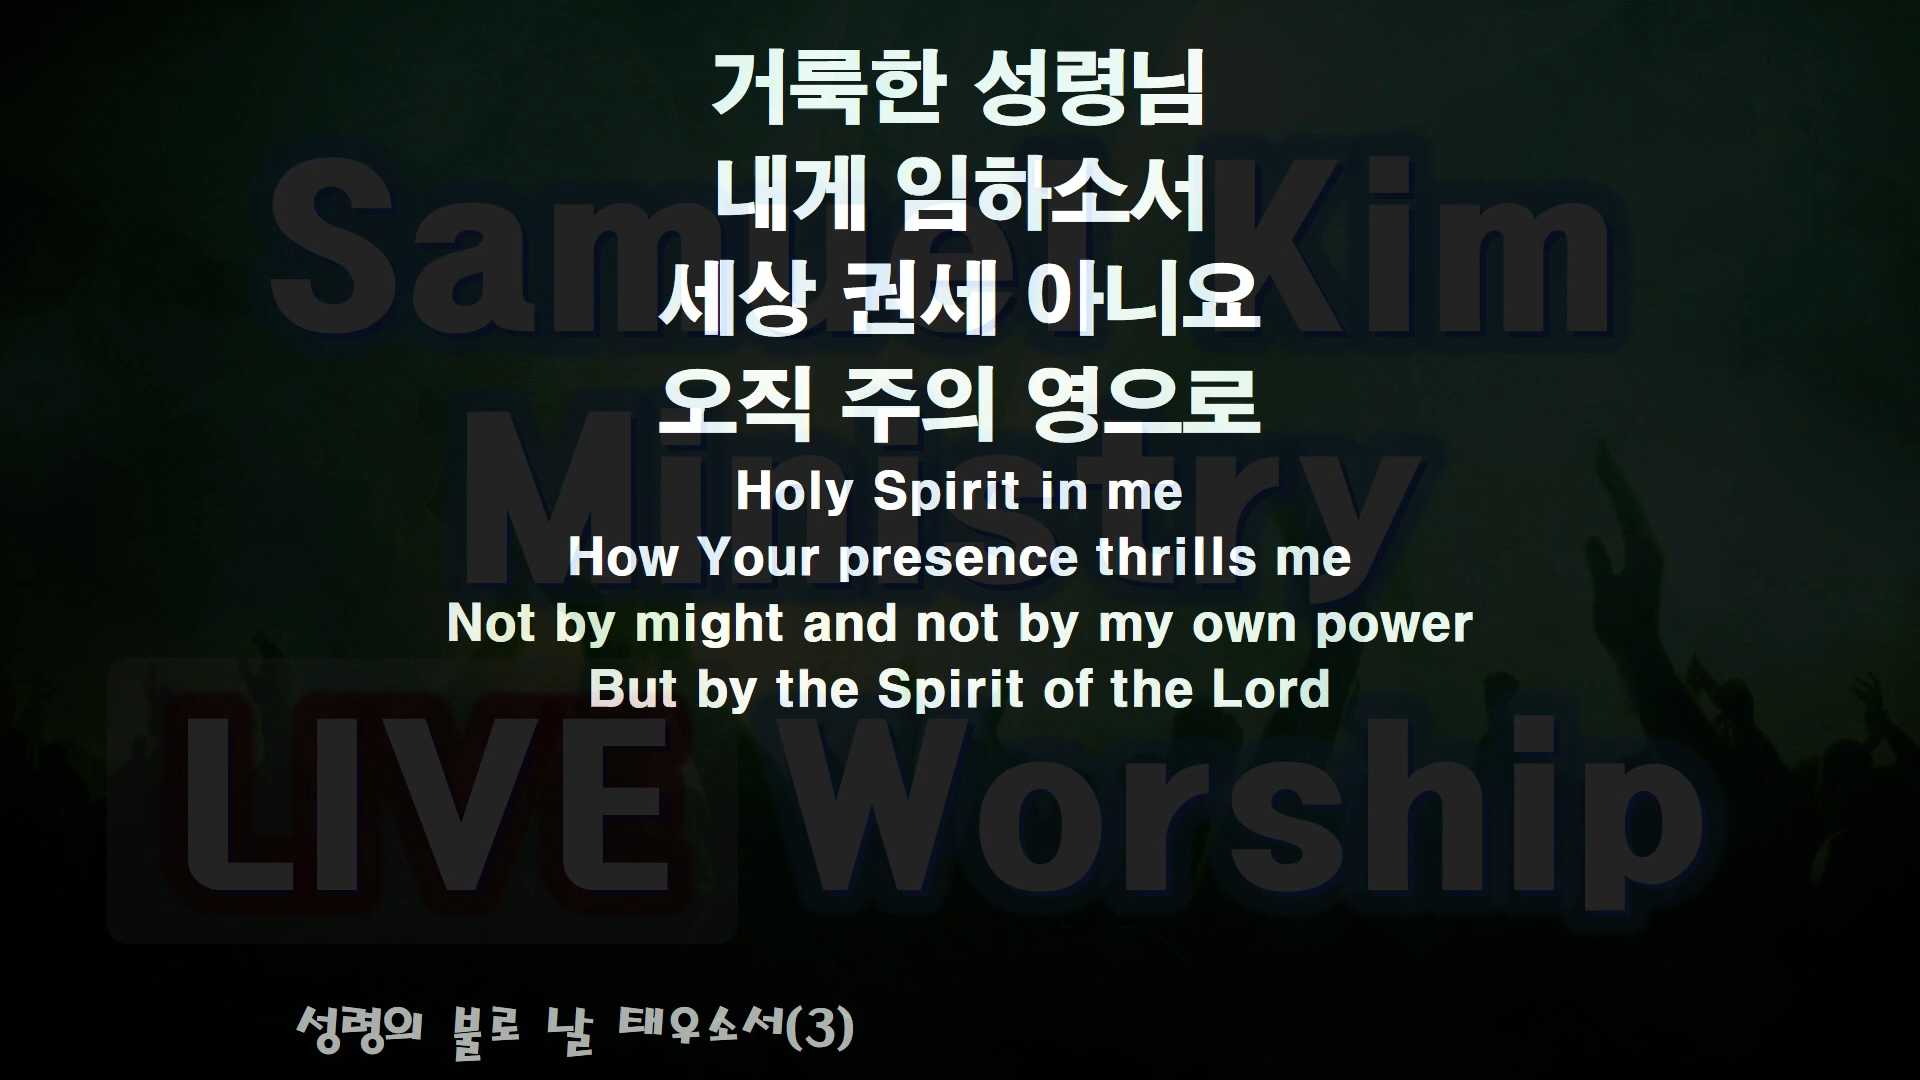 거룩한 성령님
내게 임하소서
세상 권세 아니요
오직 주의 영으로
Holy Spirit in me
How Your presence thrills me
Not by might and not by my own power
But by the Spirit of the Lord
Samuel Kim
Ministry
LIVE Worship
성령의 불로 날 태우소서(3)